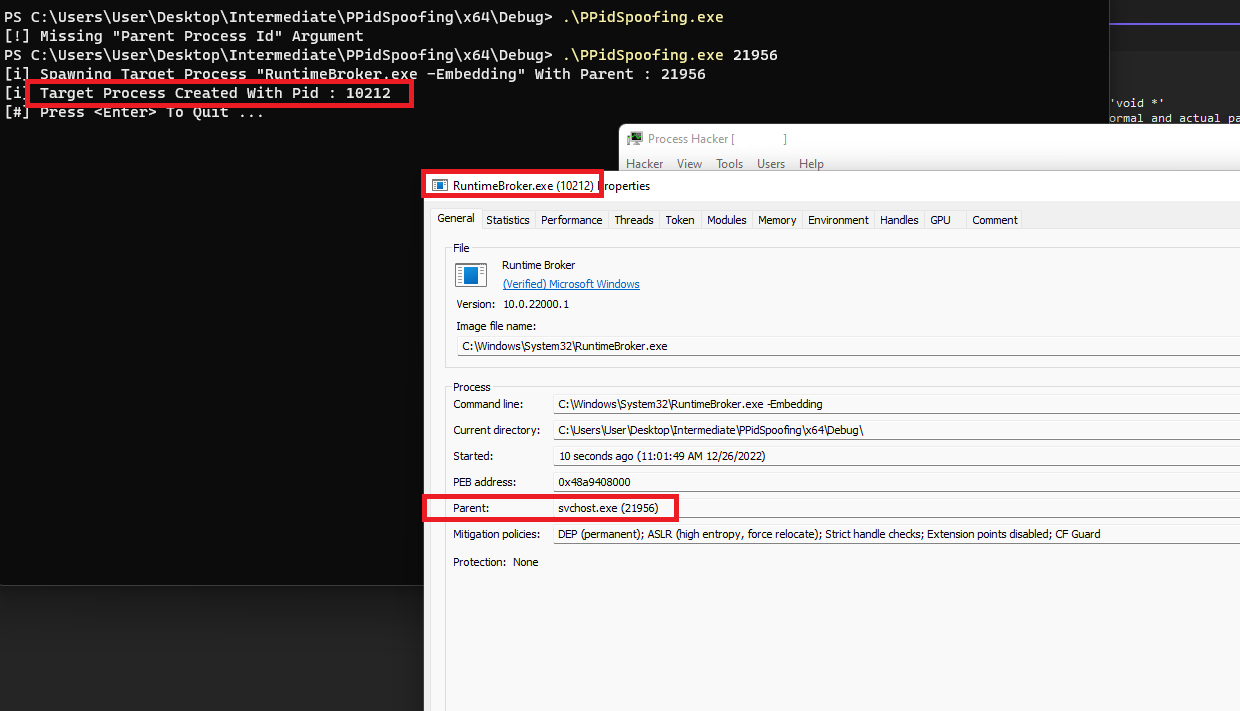 PS C:\Users\User\Desktop\Intermediate\PPidSpoofing\x64\Debug> .\PPidSpoofing.exe
[!] Missing "Parent Process Id" Argument
PS C:\Users\User\Desktop\Intermediate\PPidSpoofing\x64\Debug> .\PPidSpoofing.exe 21956
[i] Spawning Target Process "RuntimeBroker.exe -Embedding" With Parent : 21956
[i] Target Process Created With Pid : 10212
[#] Press <Enter> To Quit ...
'void *'
ormal and actual pa
Process Hacker [ ]
Hacker View Tools Users Help
RuntimeBroker.exe (10212) Properties
General Statistics Performance Threads Token Modules Memory Environment Handles GPU Comment
File
Runtime Broker
(Verified) Microsoft Windows
Version: 10.0.22000.1
Image file name:
C:\Windows\System32\RuntimeBroker.exe
Process
Command line: C:\Windows\System32\RuntimeBroker.exe -Embedding
Current directory: C:\Users\User\Desktop\Intermediate\PPidSpoofing\x64\Debug\
Started: 10 seconds ago (11:01:49 AM 12/26/2022)
PEB address: 0x48a9408000
Parent: svchost.exe (21956)
Mitigation policies: DEP (permanent); ASLR (high entropy, force relocate); Strict handle checks; Extension points disabled; CF Guard
Protection: None